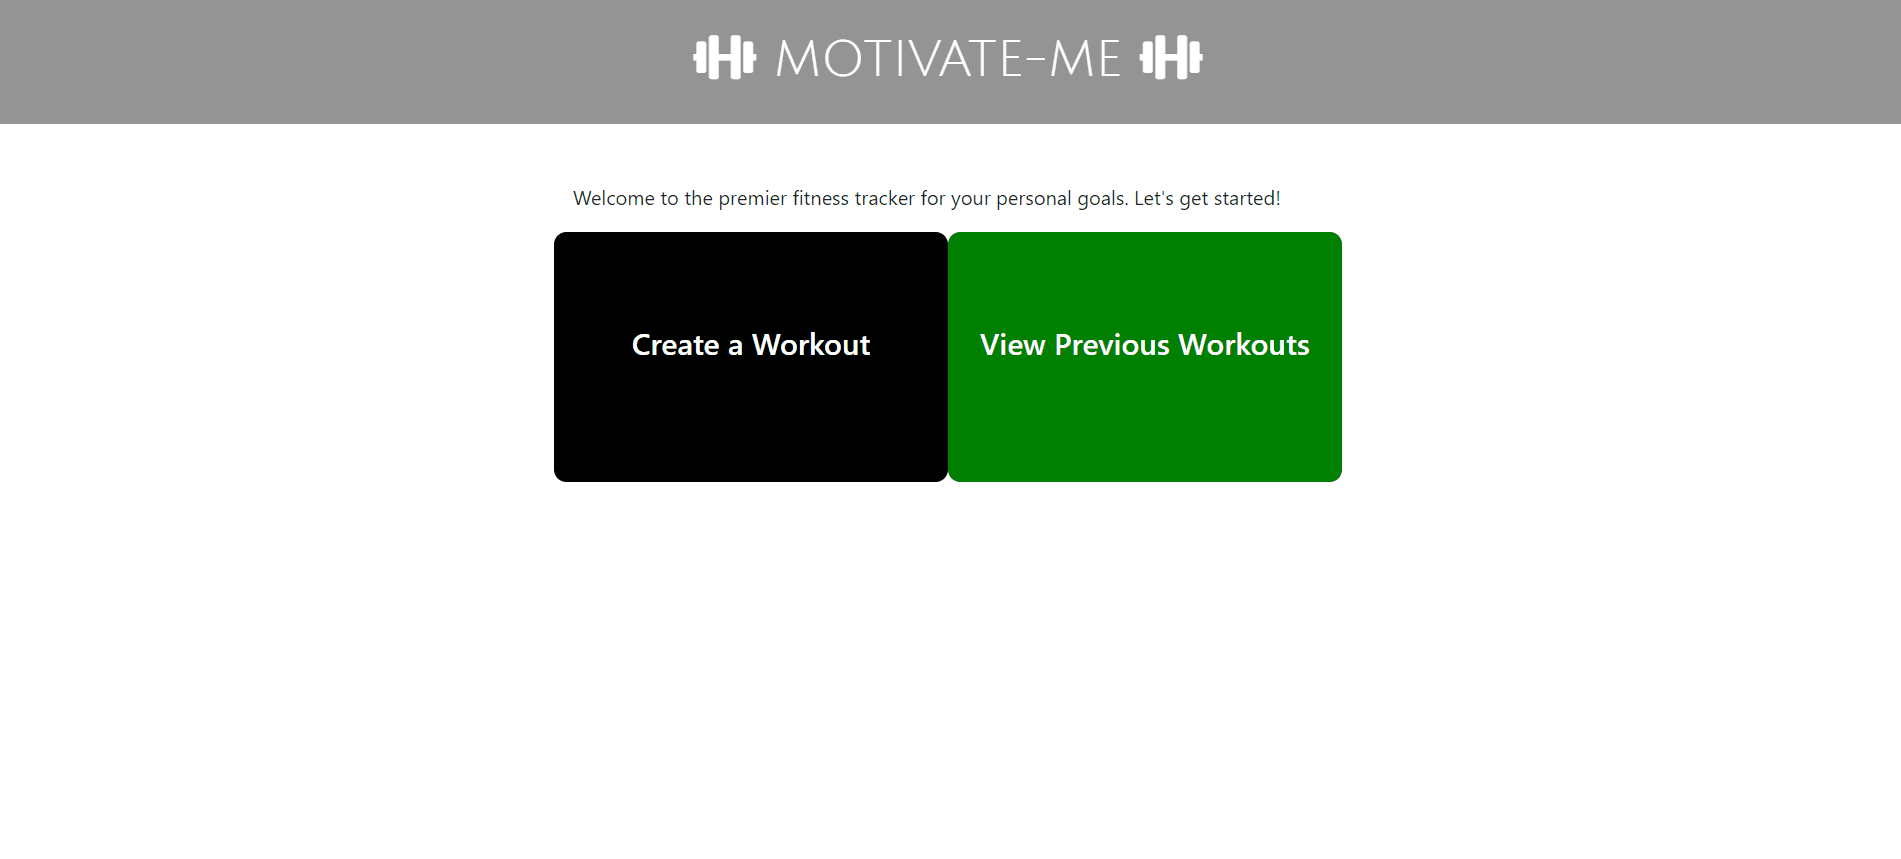 MOTIVATE-ME
Welcome to the premier fitness tracker for your personal goals. Let's get started!
Create a Workout
View Previous Workouts